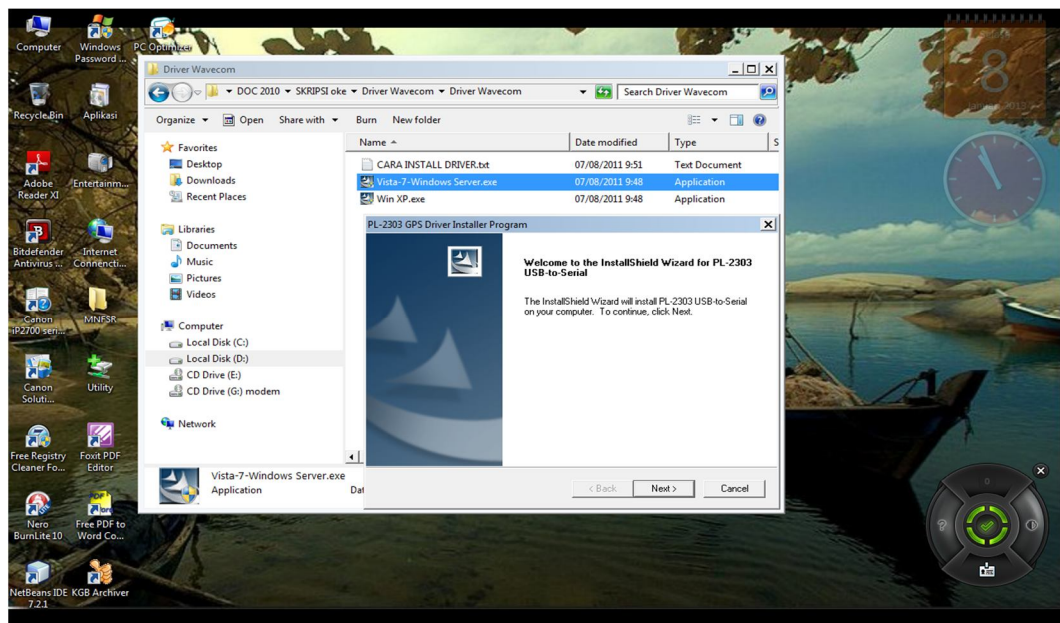 Computer
Windows
Password ...
PC Optimizer
Recycle Bin
Aplikasi
Adobe
Reader XI
Entertainm...
Bitdefender
Antivirus ...
Internet
Connencti...
Canon
iP2700 seri...
MNFSR
Canon
Soluti...
Utility
Free Registry
Cleaner Fo...
Foxit PDF
Editor
Nero
BurnLite 10
Free PDF to
Word Co...
NetBeans IDE
7.2.1
KGB Archiver
Driver Wavecom
DOC 2010 SKRIPSI oke Driver Wavecom Driver Wavecom
Search Driver Wavecom
Organize Open Share with Burn New folder
Favorites
Desktop
Downloads
Recent Places
Libraries
Documents
Music
Pictures
Videos
Computer
Local Disk (C:)
Local Disk (D:)
CD Drive (E:)
CD Drive (G:) modem
Network
Name Date modified Type S
CARA INSTALL DRIVER.txt 07/08/2011 9:51 Text Document
Vista-7-Windows Server.exe 07/08/2011 9:48 Application
Win XP.exe 07/08/2011 9:48 Application
PL-2303 GPS Driver Installer Program
Welcome to the InstallShield Wizard for PL-2303
USB-to-Serial
The InstallShield Wizard will install PL-2303 USB-to-Serial
on your computer. To continue, click Next.
< Back Next > Cancel
Vista-7-Windows Server.exe
Application Dat
8